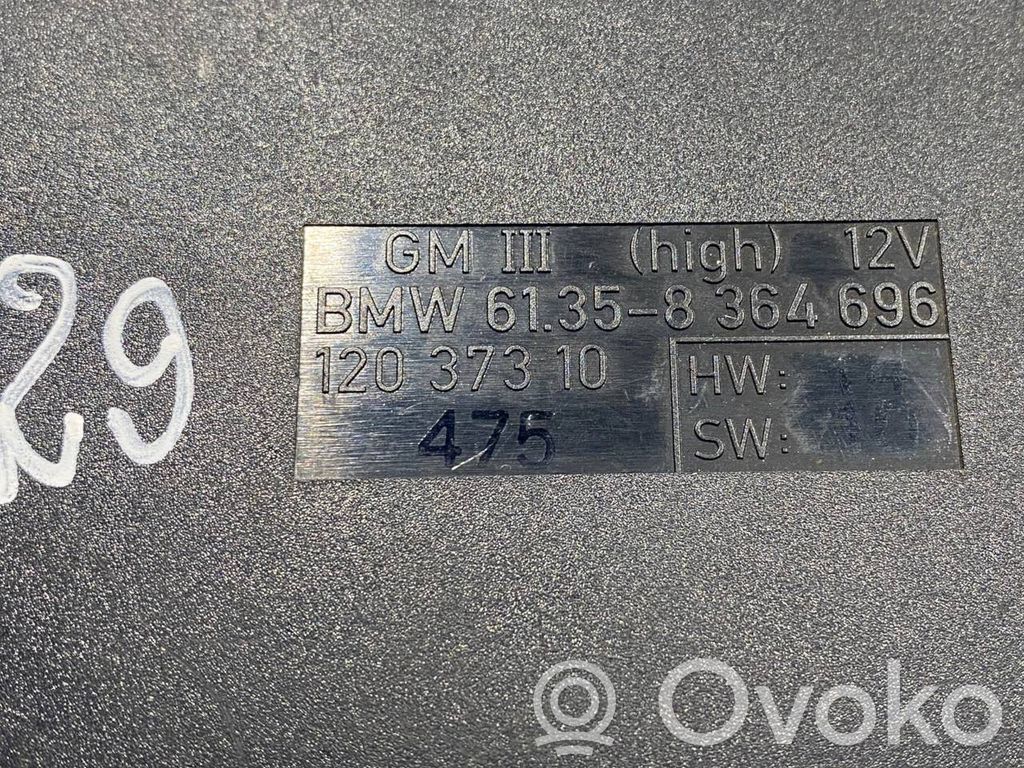 GM III (high) 12V
BMW 61.35-8 364 696
120 373 10
HW:
475
SW:
29
Ovoko